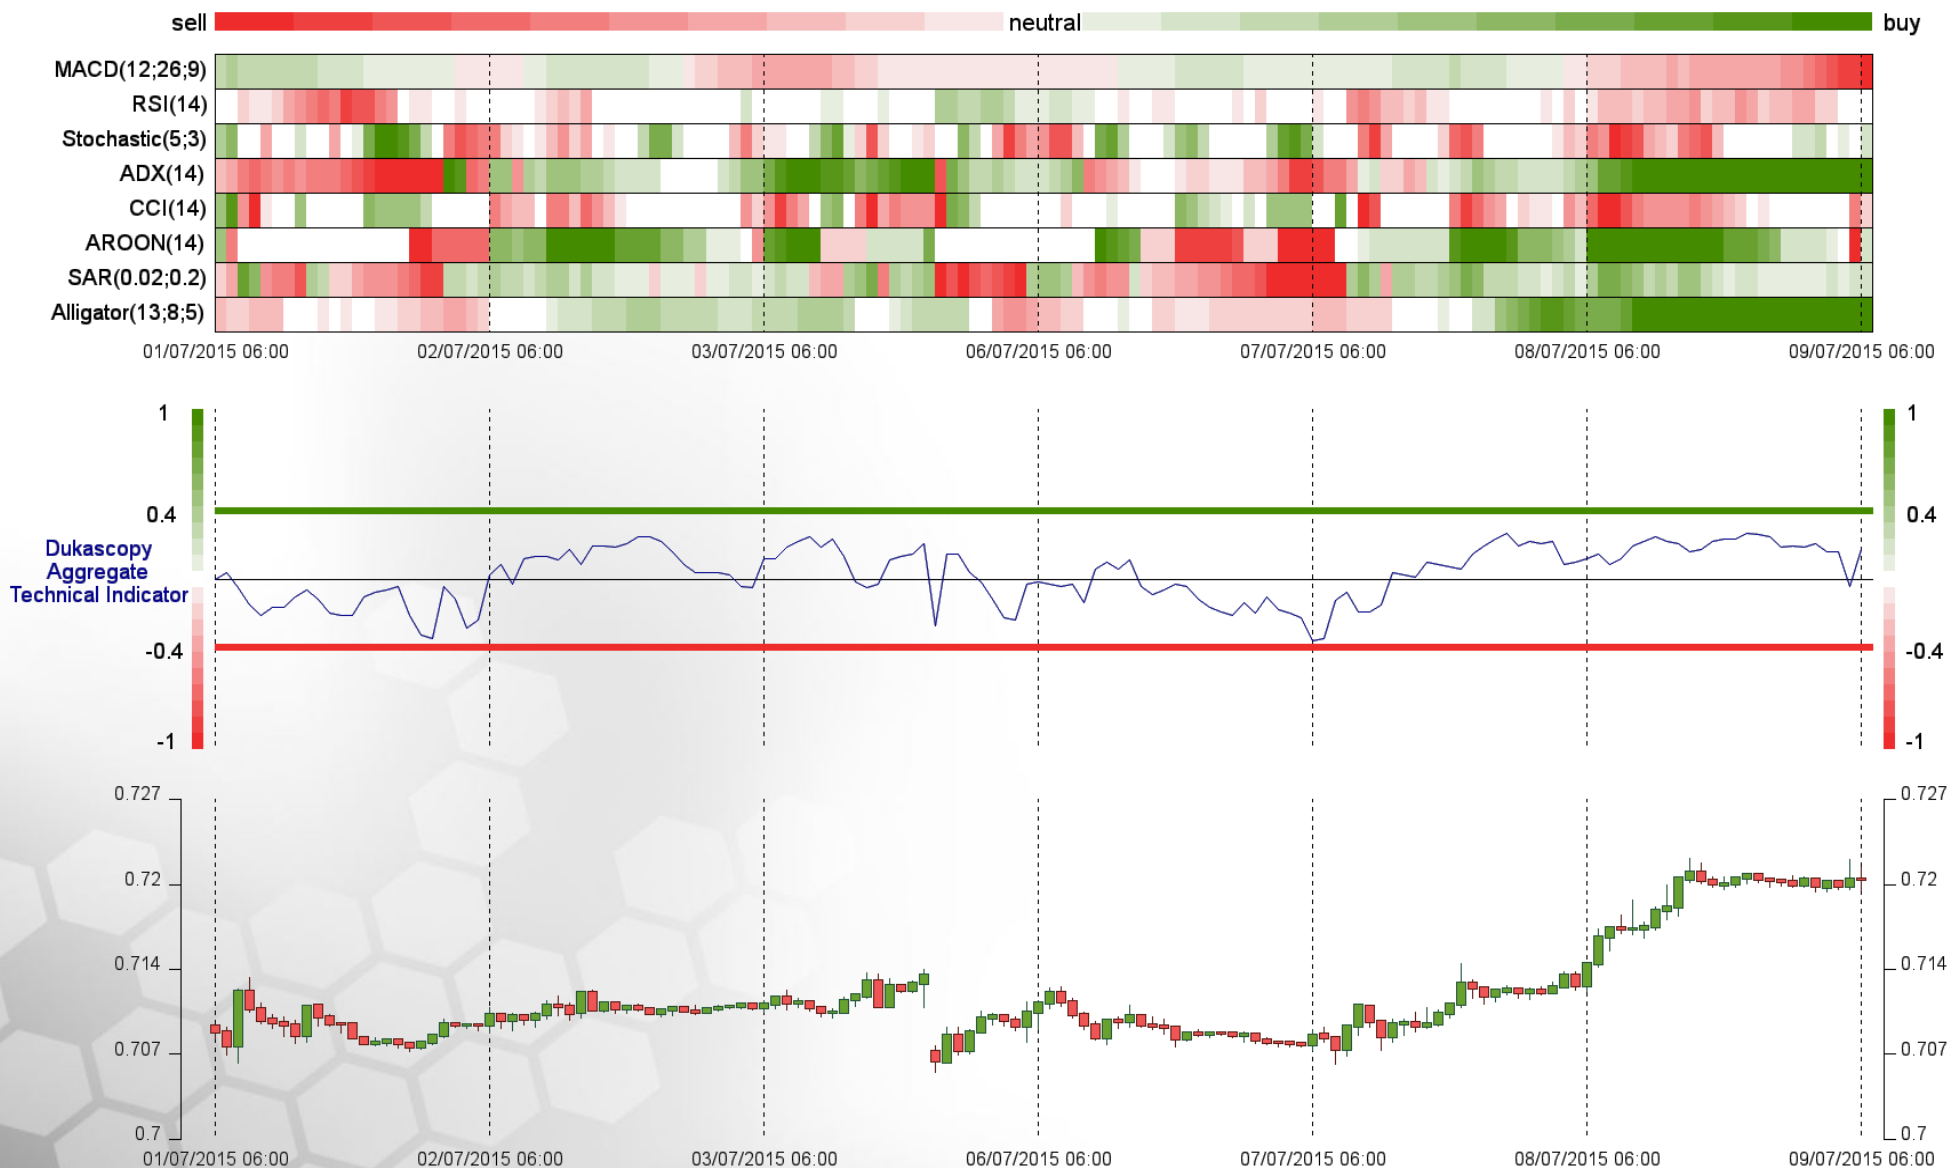 sell neutral buy
MACD(12;26;9)
RSI(14)
Stochastic(5;3)
ADX(14)
CCI(14)
AROON(14)
SAR(0.02;0.2)
Alligator(13;8;5)
01/07/2015 06:00 02/07/2015 06:00 03/07/2015 06:00 06/07/2015 06:00 07/07/2015 06:00 08/07/2015 06:00 09/07/2015 06:00
1 1
0.4 0.4
Dukascopy
Aggregate
Technical Indicator
-0.4 -0.4
-1 -1
0.727 0.727
0.72 0.72
0.714 0.714
0.707 0.707
0.7 0.7
01/07/2015 06:00 02/07/2015 06:00 03/07/2015 06:00 06/07/2015 06:00 07/07/2015 06:00 08/07/2015 06:00 09/07/2015 06:00